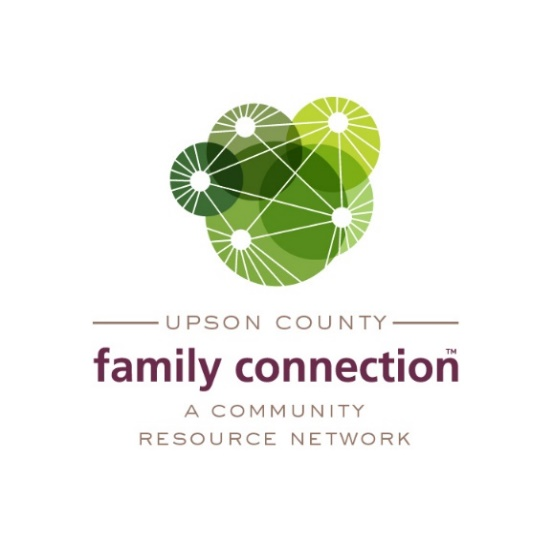 UPSON COUNTY
family connection™
A COMMUNITY
RESOURCE NETWORK